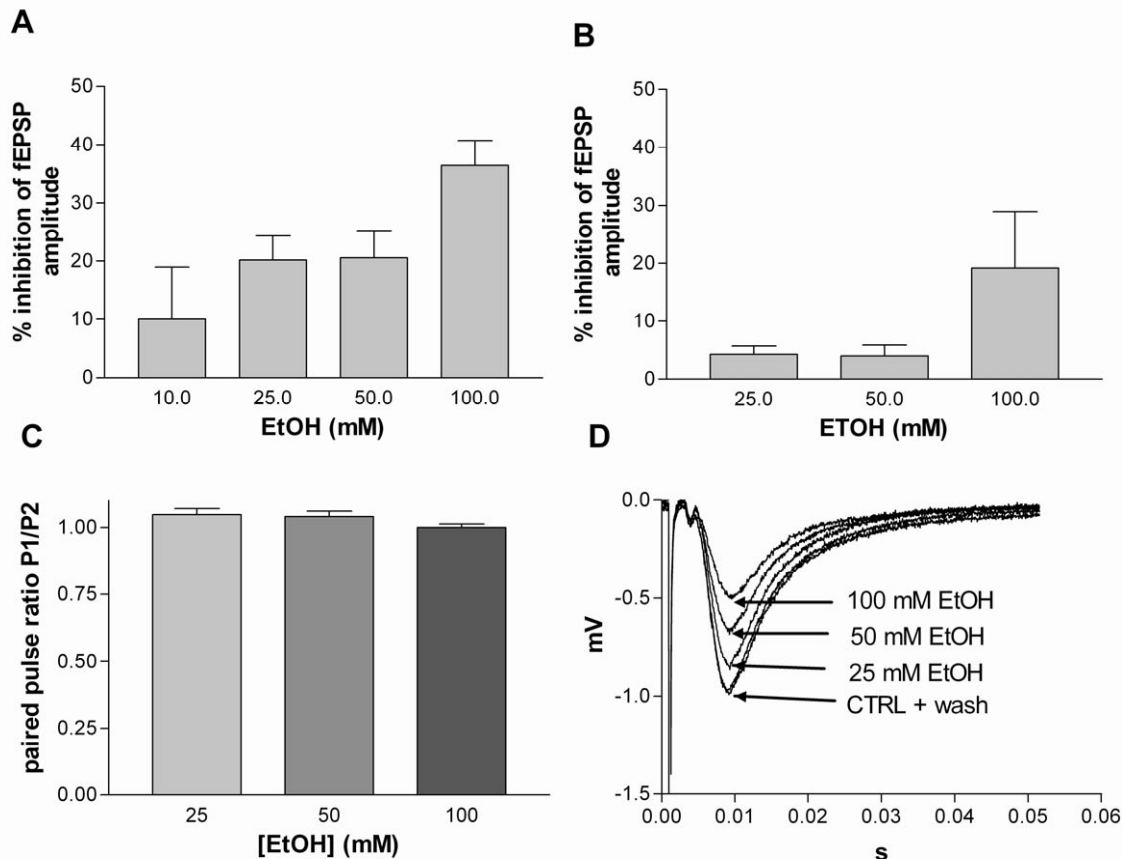 A
% inhibition of fEPSP
amplitude
50
40
30
20
10
0
10.0 25.0 50.0 100.0
EtOH (mM)
B
% inhibition of fEPSP
amplitude
50
40
30
20
10
0
25.0 50.0 100.0
ETOH (mM)
C
paired pulse ratio P1/P2
1.00
0.75
0.50
0.25
0.00
25 50 100
[EtOH] (mM)
D
mV
0.0
-0.5
-1.0
-1.5
100 mM EtOH
50 mM EtOH
25 mM EtOH
CTRL + wash
0.00 0.01 0.02 0.03 0.04 0.05 0.06
s